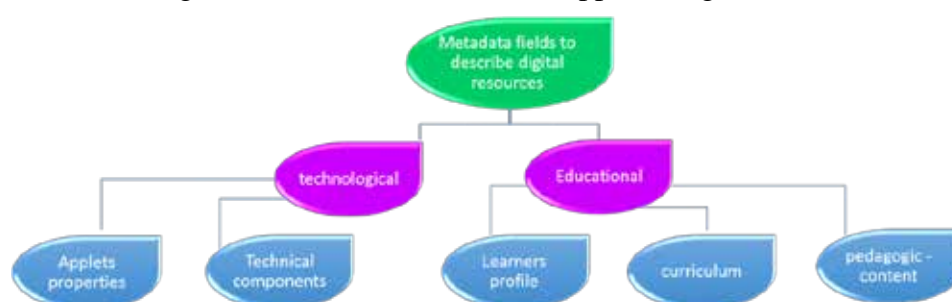 Metadata fields to
describe digital
resources
technological
Educational
Applets
properties
Technical
components
Learners
profile
curriculum
pedagogic -
content